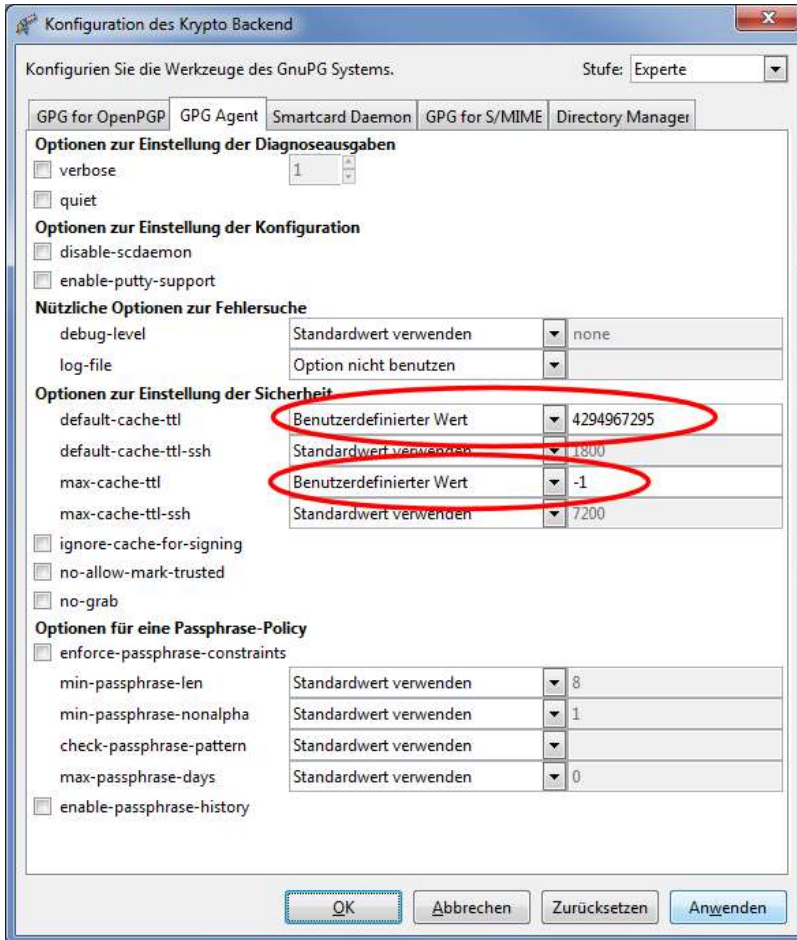 Konfiguration des Krypto Backend
Konfigurien Sie die Werkzeuge des GnuPG Systems. Stufe: Experte
GPG for OpenPGP GPG Agent Smartcard Daemon GPG for S/MIME Directory Manager
Optionen zur Einstellung der Diagnoseausgaben
verbose 1
quiet
Optionen zur Einstellung der Konfiguration
disable-scdaemon
enable-putty-support
Nützliche Optionen zur Fehlersuche
debug-level Standardwert verwenden none
log-file Option nicht benutzen
Optionen zur Einstellung der Sicherheit
default-cache-ttl Benutzerdefinierter Wert 4294967295
default-cache-ttl-ssh Standardwert verwenden 1800
max-cache-ttl Benutzerdefinierter Wert -1
max-cache-ttl-ssh Standardwert verwenden 7200
ignore-cache-for-signing
no-allow-mark-trusted
no-grab
Optionen für eine Passphrase-Policy
enforce-passphrase-constraints
min-passphrase-len Standardwert verwenden 8
min-passphrase-nonalpha Standardwert verwenden 1
check-passphrase-pattern Standardwert verwenden
max-passphrase-days Standardwert verwenden 0
enable-passphrase-history
OK Abbrechen Zurücksetzen Anwenden